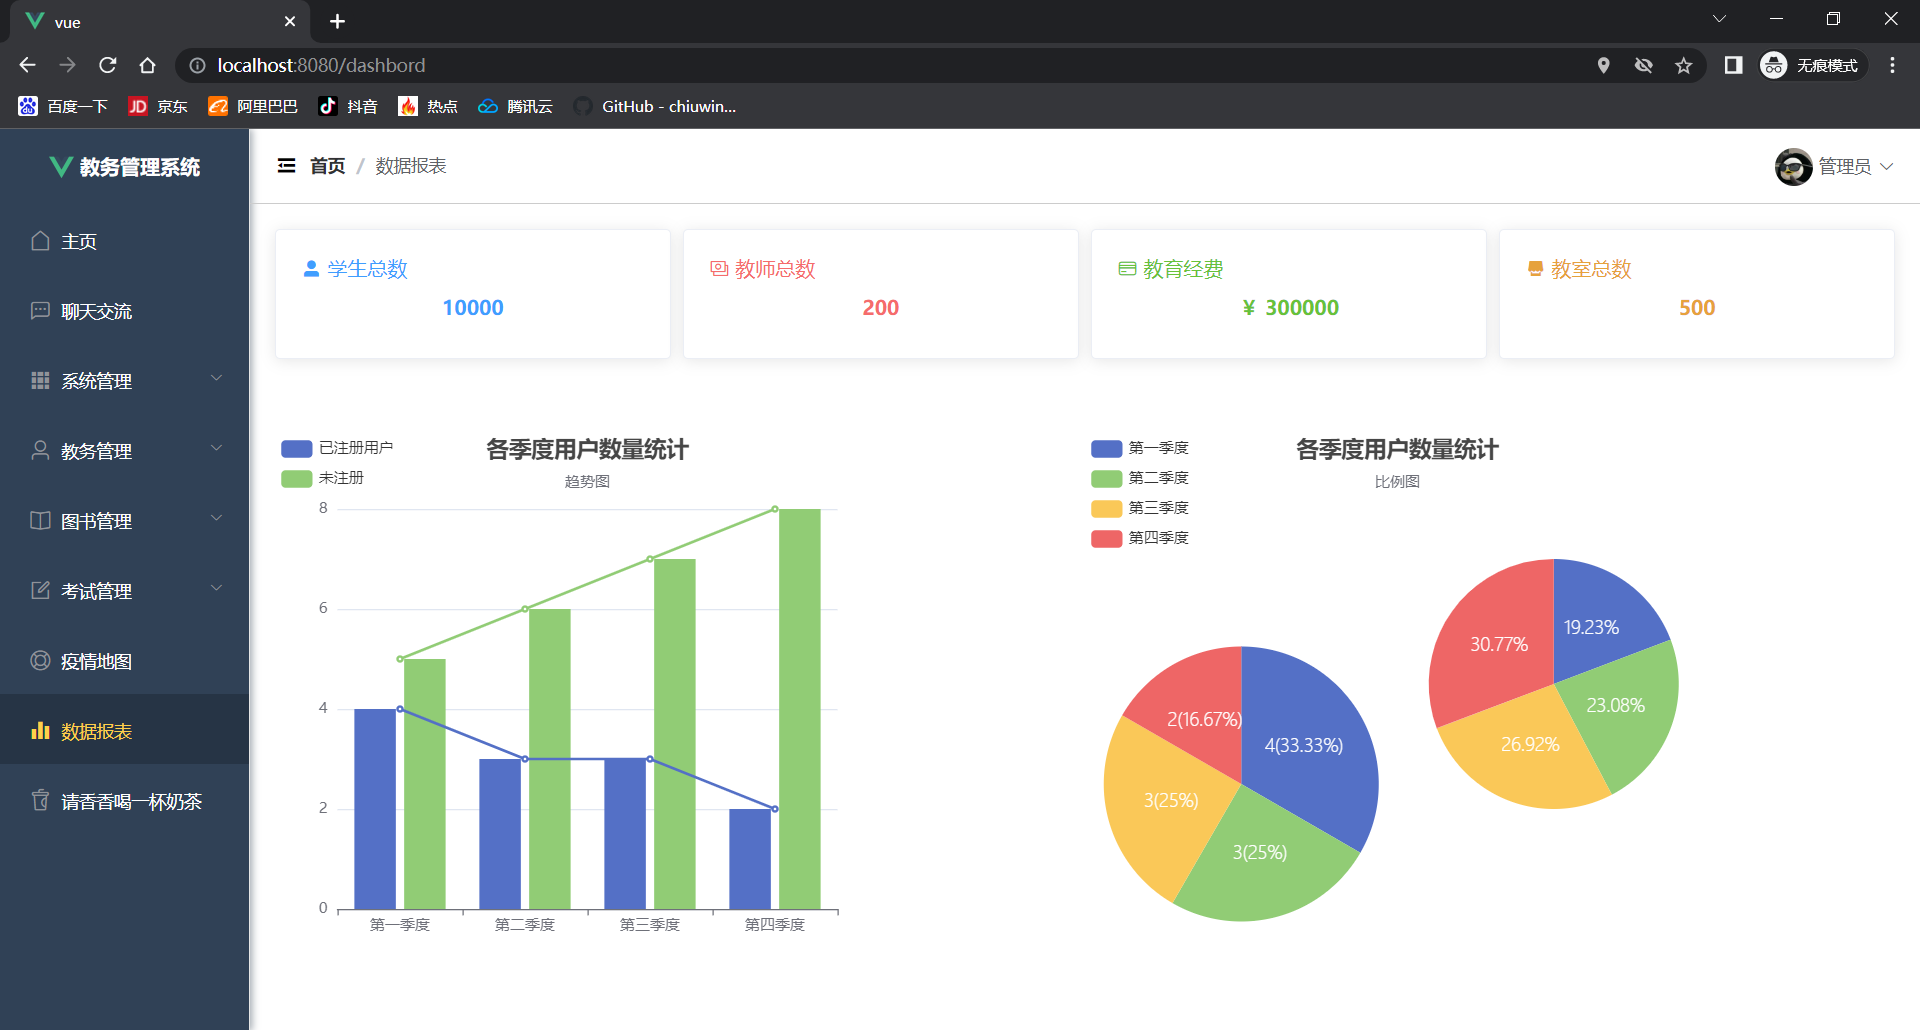 vue
localhost:8080/dashbord
无痕模式
百度一下 京东 阿里巴巴 抖音 热点 腾讯云 GitHub - chiuwin...
教务管理系统
主页
聊天交流
系统管理
教务管理
图书管理
考试管理
疫情地图
数据报表
请香香喝一杯奶茶
首页 / 数据报表
管理员
学生总数
10000
教师总数
200
教育经费
¥ 300000
教室总数
500
已注册用户
未注册
各季度用户数量统计
趋势图
8
6
4
2
0
第一季度 第二季度 第三季度 第四季度
第一季度
第二季度
第三季度
第四季度
各季度用户数量统计
比例图
2(16.67%)
4(33.33%)
3(25%)
3(25%)
19.23%
30.77%
23.08%
26.92%